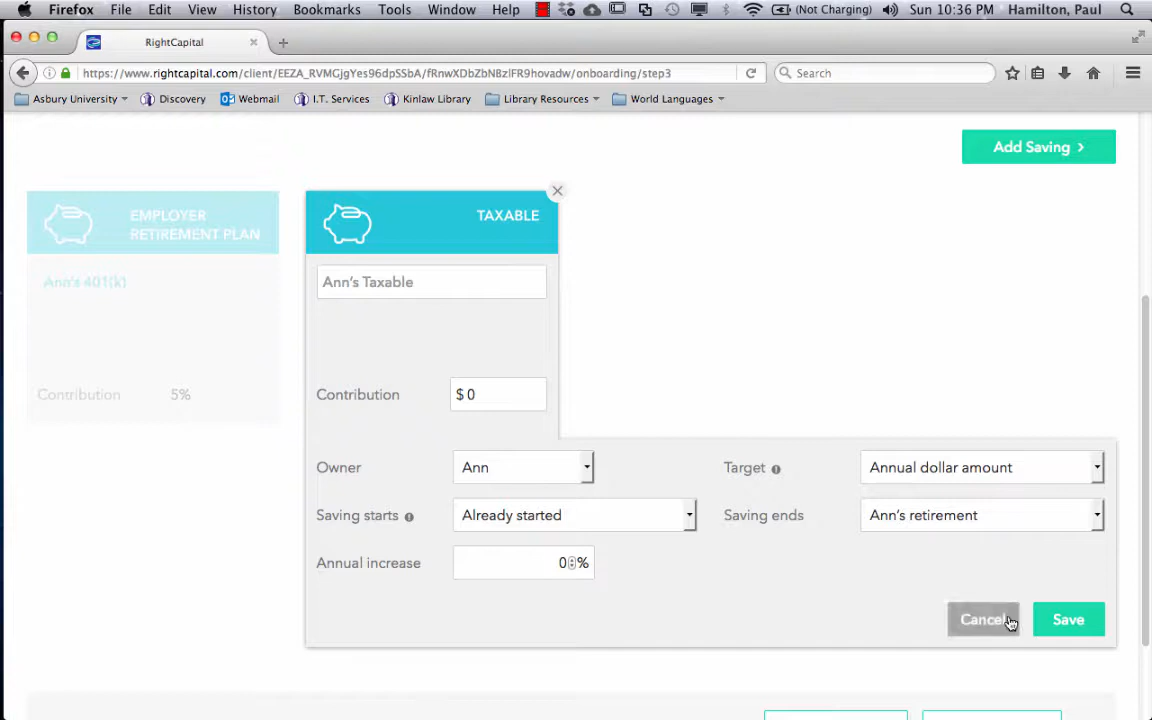 Firefox File Edit View History Bookmarks Tools Window Help (Not Charging) Sun 10:36 PM Hamilton, Paul
RightCapital
https://www.rightcapital.com/client/EEZA_RVMGjgYes96dpSSbA/fRnwXDbZbNBzlFR9hovadw/onboarding/step3 Search
Asbury University Discovery Webmail I.T. Services Kinlaw Library Library Resources World Languages
Add Saving
EMPLOYER
RETIREMENT PLAN
Ann's 401(k)
Contribution 5%
TAXABLE
Ann's Taxable
Contribution $ 0
Owner Ann Target Annual dollar amount
Saving starts Already started Saving ends Ann's retirement
Annual increase 0 %
Cancel Save